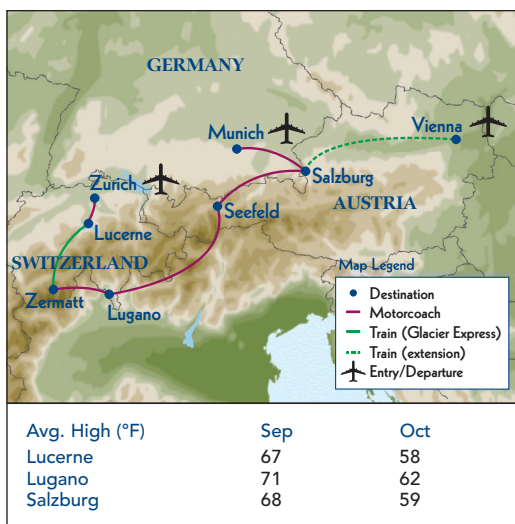 GERMANY
Munich
Vienna
Zurich
Salzburg
Seefeld
AUSTRIA
Lucerne
SWITZERLAND
Zermatt
Lugano
Map Legend
Destination
Motorcoach
Train (Glacier Express)
Train (extension)
Entry/Departure
Avg. High (°F) Sep Oct
Lucerne 67 58
Lugano 71 62
Salzburg 68 59